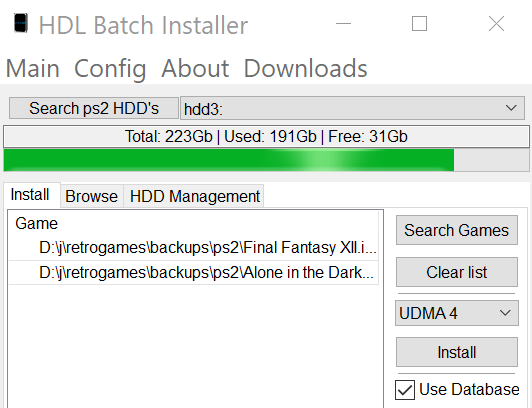 HDL Batch Installer
Main Config About Downloads
Search ps2 HDD's hdd3:
Total: 223Gb | Used: 191Gb | Free: 31Gb
Install Browse HDD Management
Game
D:\j\retrogames\backups\ps2\Final Fantasy XII.i...
D:\j\retrogames\backups\ps2\Alone in the Dark...
Search Games
Clear list
UDMA 4
Install
Use Database